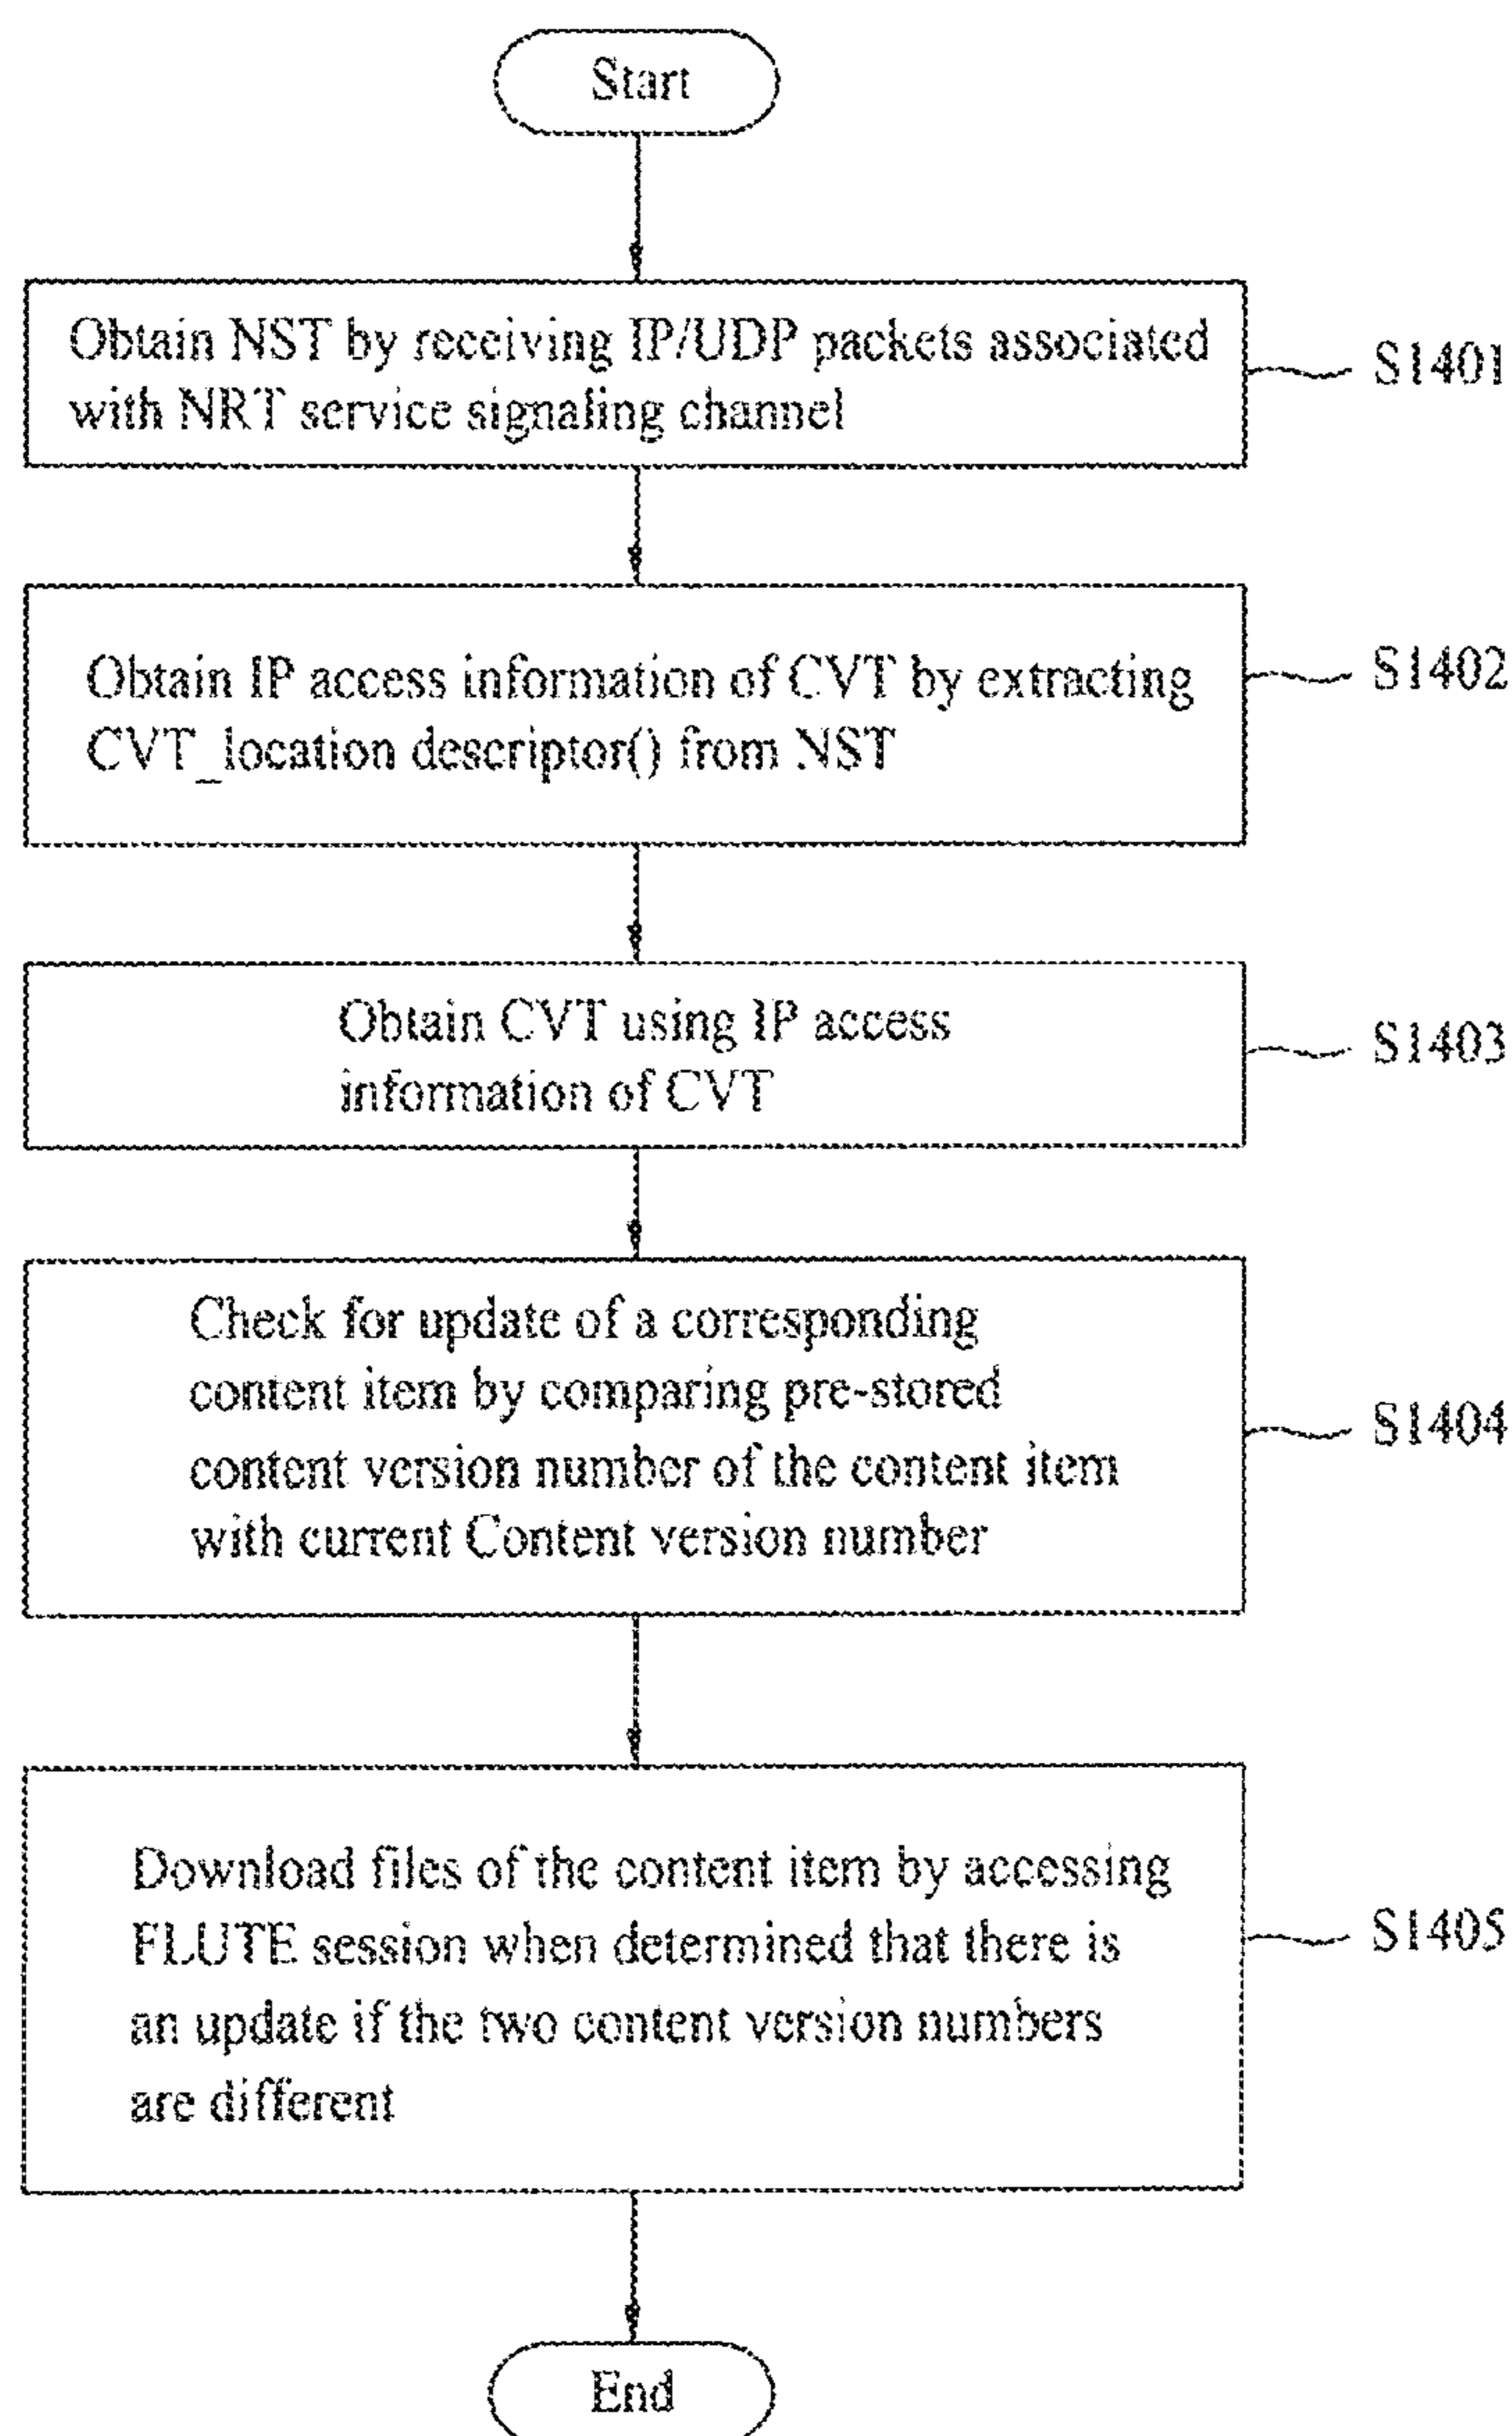 Start
Obtain NST by receiving IP/UDP packets associated
with NRT service signaling channel
S1401
Obtain IP access information of CVT by extracting
CVT_location descriptor() from NST
S1402
Obtain CVT using IP access
information of CVT
S1403
Check for update of a corresponding
content item by comparing pre-stored
content version number of the content item
with current Content version number
S1404
Download files of the content item by accessing
FLUTE session when determined that there is
an update if the two content version numbers
are different
S1405
End